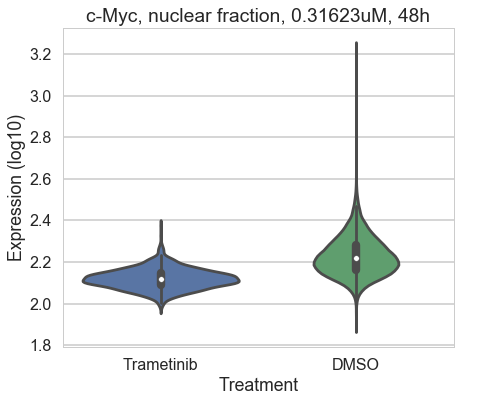 c-Myc, nuclear fraction, 0.31623uM, 48h
Expression (log10)
3.2
3.0
2.8
2.6
2.4
2.2
2.0
1.8
Trametinib
DMSO
Treatment